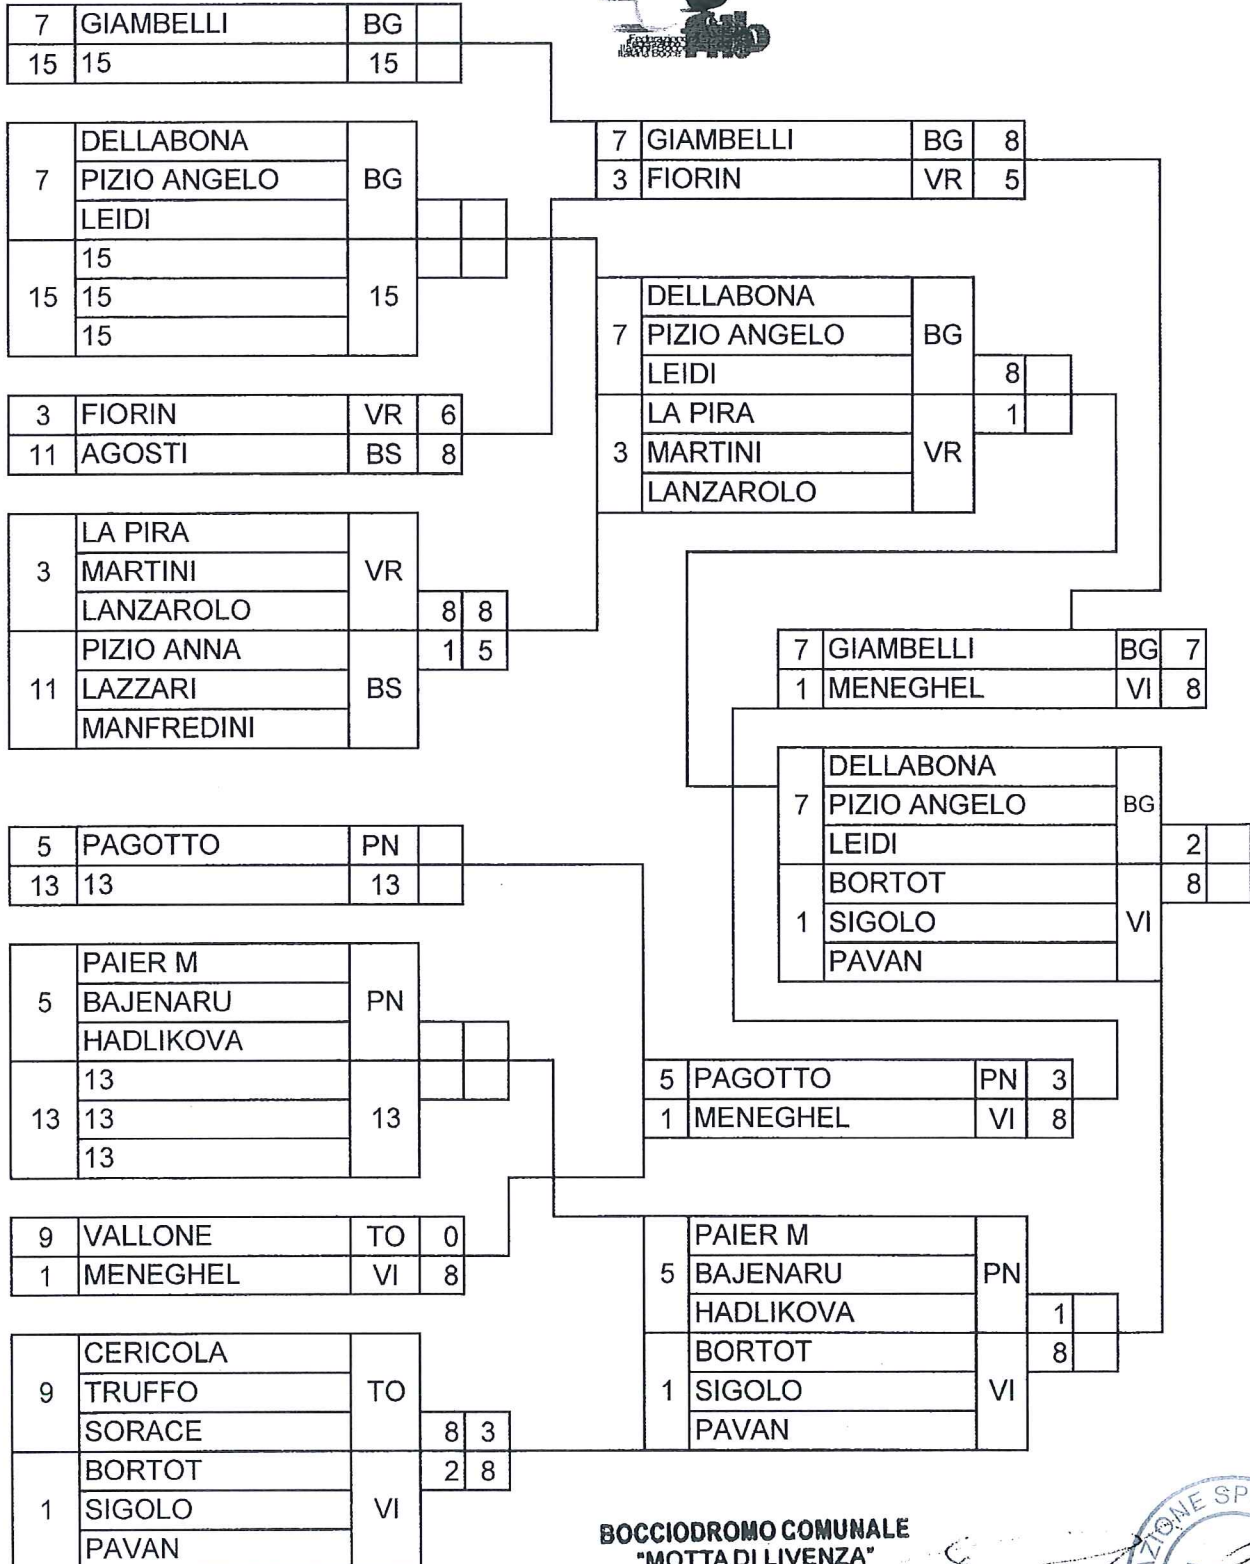 7 GIAMBELLI BG
15 15 15
DELLABONA
7 PIZIO ANGELO BG
LEIDI
15
15 15 15
15
3 FIORIN VR 6
11 AGOSTI BS 8
LA PIRA
3 MARTINI VR
LANZAROLO 8 8
PIZIO ANNA 1 5
11 LAZZARI BS
MANFREDINI
5 PAGOTTO PN
13 13 13
PAIER M
5 BAJENARU PN
HADLIKOVA
13
13 13 13
13
9 VALLONE TO 0
1 MENEGHEL VI 8
CERICOLA
9 TRUFFO TO
SORACE 8 3
BORTOT 2 8
1 SIGOLO VI
PAVAN
7 GIAMBELLI BG 8
3 FIORIN VR 5
DELLABONA
7 PIZIO ANGELO BG
LEIDI 8
LA PIRA 1
3 MARTINI VR
LANZAROLO
5 PAGOTTO PN 3
1 MENEGHEL VI 8
PAIER M
5 BAJENARU PN
HADLIKOVA 1
BORTOT 8
1 SIGOLO VI
PAVAN
7 GIAMBELLI BG 7
1 MENEGHEL VI 8
DELLABONA
7 PIZIO ANGELO BG
LEIDI 2
BORTOT 8
1 SIGOLO VI
PAVAN
BOCCIODROMO COMUNALE
"MOTTA DI LIVENZA"